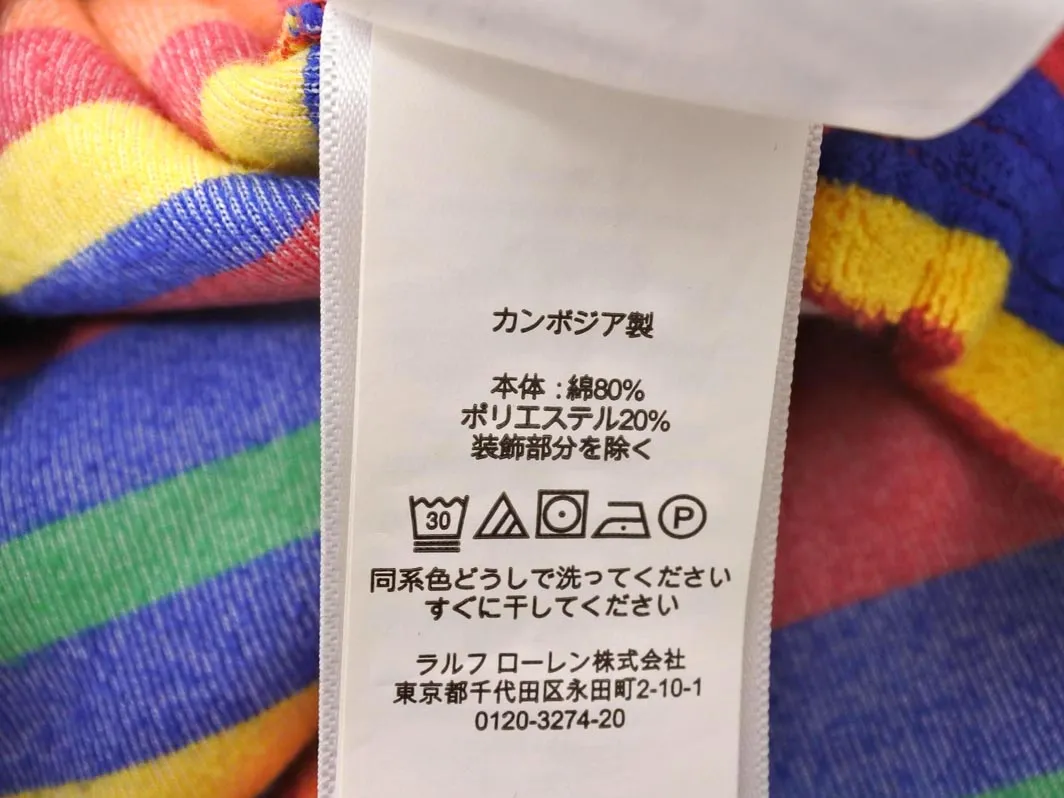 カンボジア製
本体:綿80%
ポリエステル20%
装飾部分を除く
30 P
同系色どうしで洗ってください
すぐに干してください
ラルフ ローレン株式会社
東京都千代田区永田町2-10-1
0120-3274-20